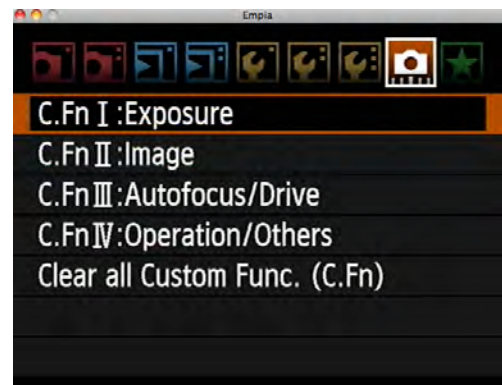 Empia
C.Fn Ⅰ :Exposure
C.Fn Ⅱ :Image
C.Fn Ⅲ :Autofocus/Drive
C.Fn Ⅳ :Operation/Others
Clear all Custom Func. (C.Fn)